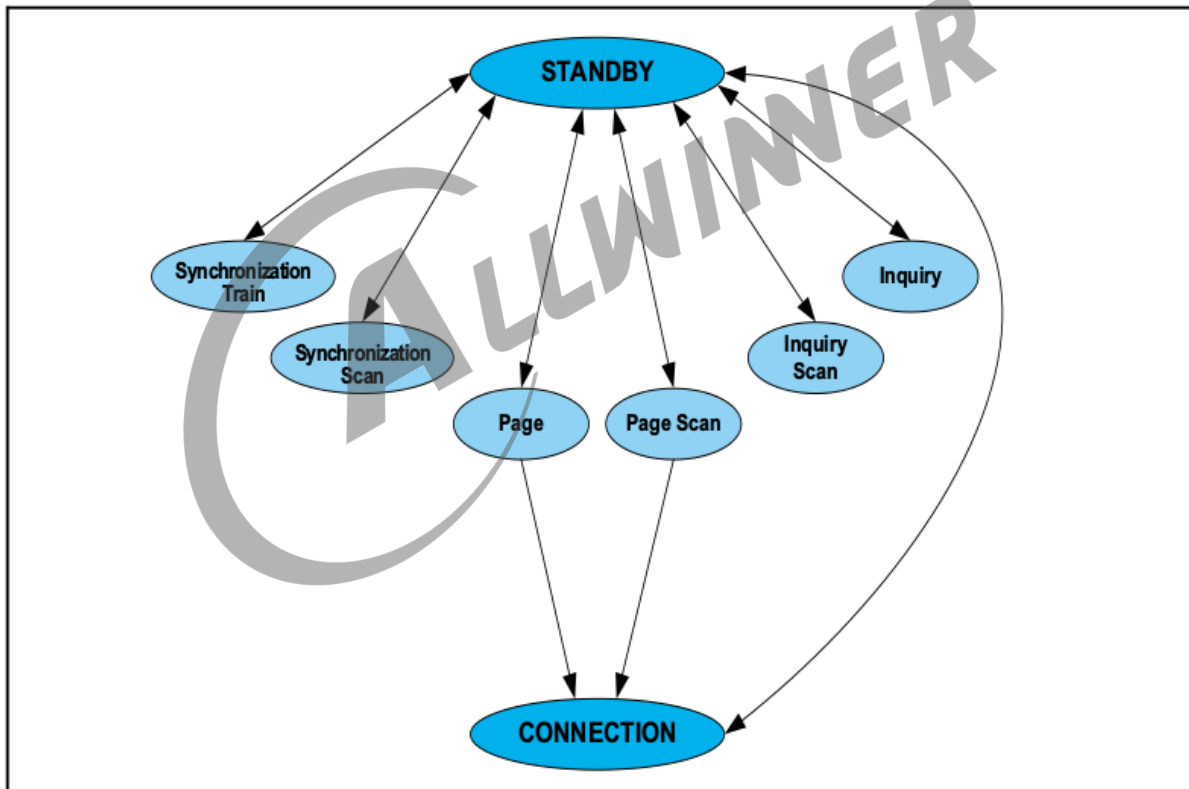 STANDBY
ALLWINNER
Synchronization
Train
Inquiry
Synchronization
Scan
Inquiry
Scan
Page
Page Scan
CONNECTION